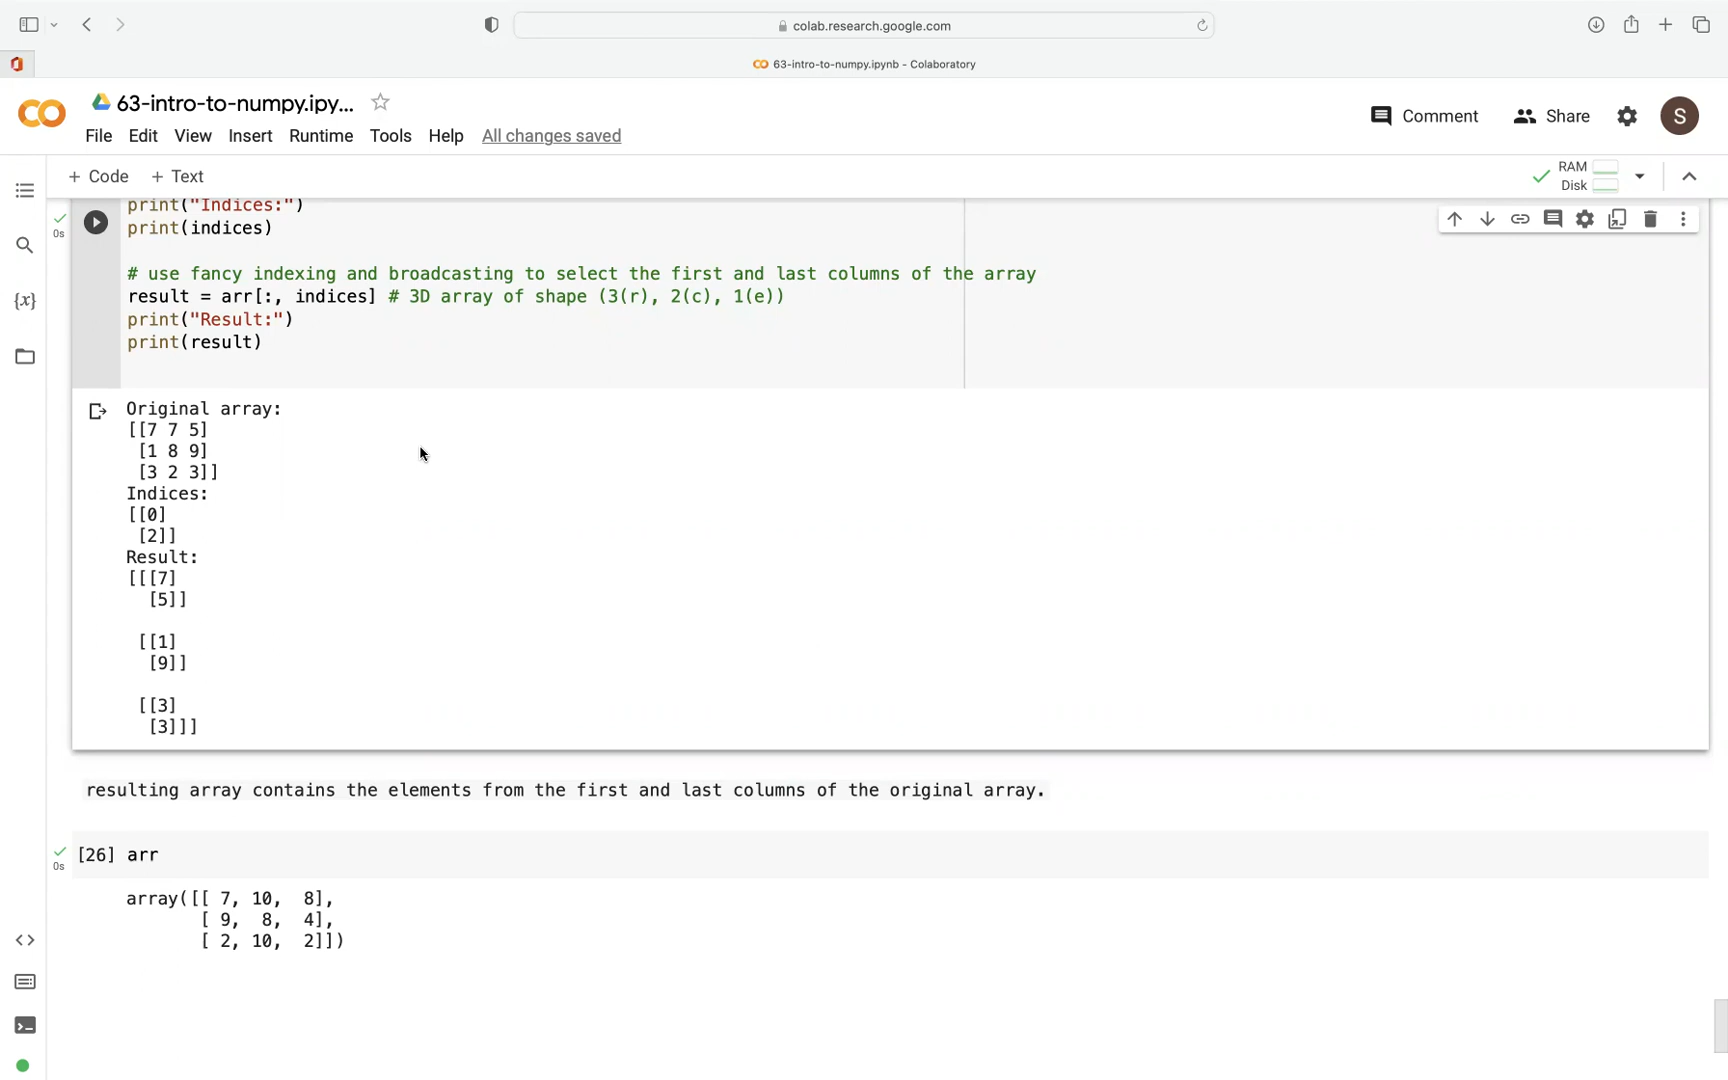 colab.research.google.com
63-intro-to-numpy.ipynb - Colaboratory
63-intro-to-numpy.ipy...
Comment
Share
S
File Edit View Insert Runtime Tools Help All changes saved
+ Code + Text
RAM
Disk
print("Indices:")
print(indices)
0s
# use fancy indexing and broadcasting to select the first and last columns of the array
result = arr[:, indices] # 3D array of shape (3(r), 2(c), 1(e))
print("Result:")
print(result)
{x}
Original array:
[[7 7 5]
[1 8 9]
[3 2 3]]
Indices:
[[0]
[2]]
Result:
[[[7]
[5]]
[[1]
[9]]
[[3]
[3]]]
resulting array contains the elements from the first and last columns of the original array.
[26] arr
0s
array([[ 7, 10, 8],
[ 9, 8, 4],
[ 2, 10, 2]])